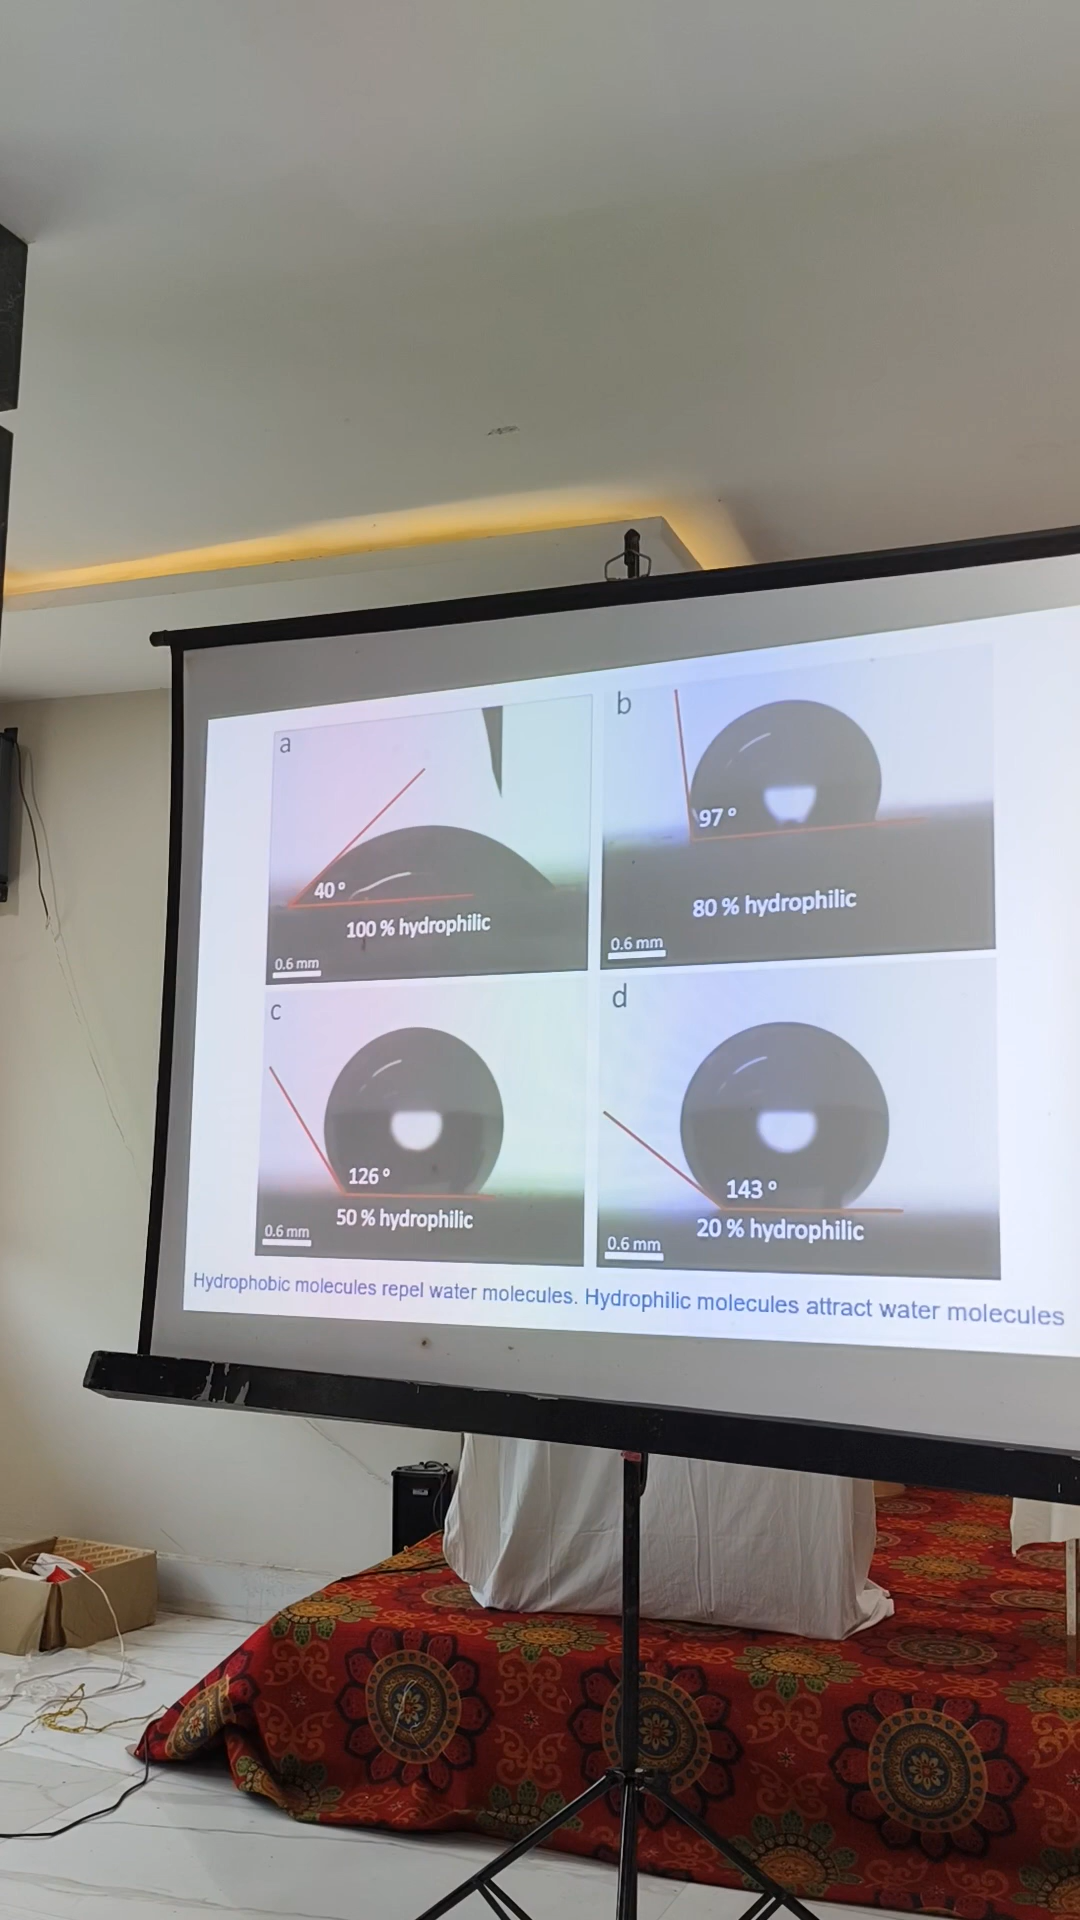 a
40°
100 % hydrophilic
0.6 mm
b
97°
80 % hydrophilic
0.6 mm
c
126°
50 % hydrophilic
0.6 mm
d
143°
20 % hydrophilic
0.6 mm
Hydrophobic molecules repel water molecules. Hydrophilic molecules attract water molecules